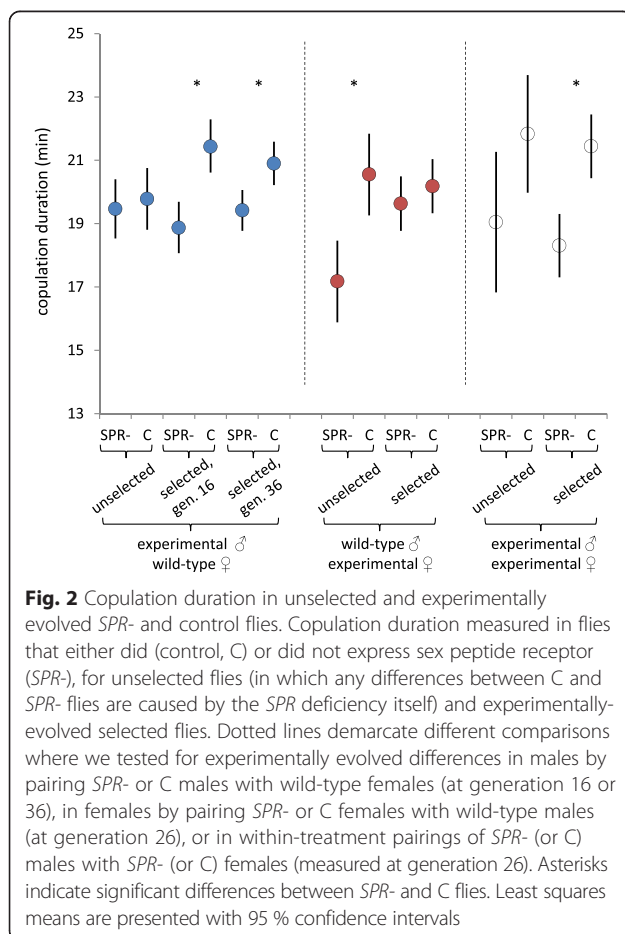 25
23
21
19
17
15
13
copulation duration (min)
* * * *
SPR- C SPR- C SPR- C SPR- C SPR- C SPR- C SPR- C
unselected selected, gen. 16 selected, gen. 36 unselected selected unselected selected
experimental ♂ wild-type ♂ experimental ♂
wild-type ♀ experimental ♀ experimental ♀
Fig. 2 Copulation duration in unselected and experimentally
evolved SPR- and control flies. Copulation duration measured in flies
that either did (control, C) or did not express sex peptide receptor
(SPR-), for unselected flies (in which any differences between C and
SPR- flies are caused by the SPR deficiency itself) and experimentally-
evolved selected flies. Dotted lines demarcate different comparisons
where we tested for experimentally evolved differences in males by
pairing SPR- or C males with wild-type females (at generation 16 or
36), in females by pairing SPR- or C females with wild-type males
(at generation 26), or in within-treatment pairings of SPR- (or C)
males with SPR- (or C) females (measured at generation 26). Asterisks
indicate significant differences between SPR- and C flies. Least squares
means are presented with 95 % confidence intervals